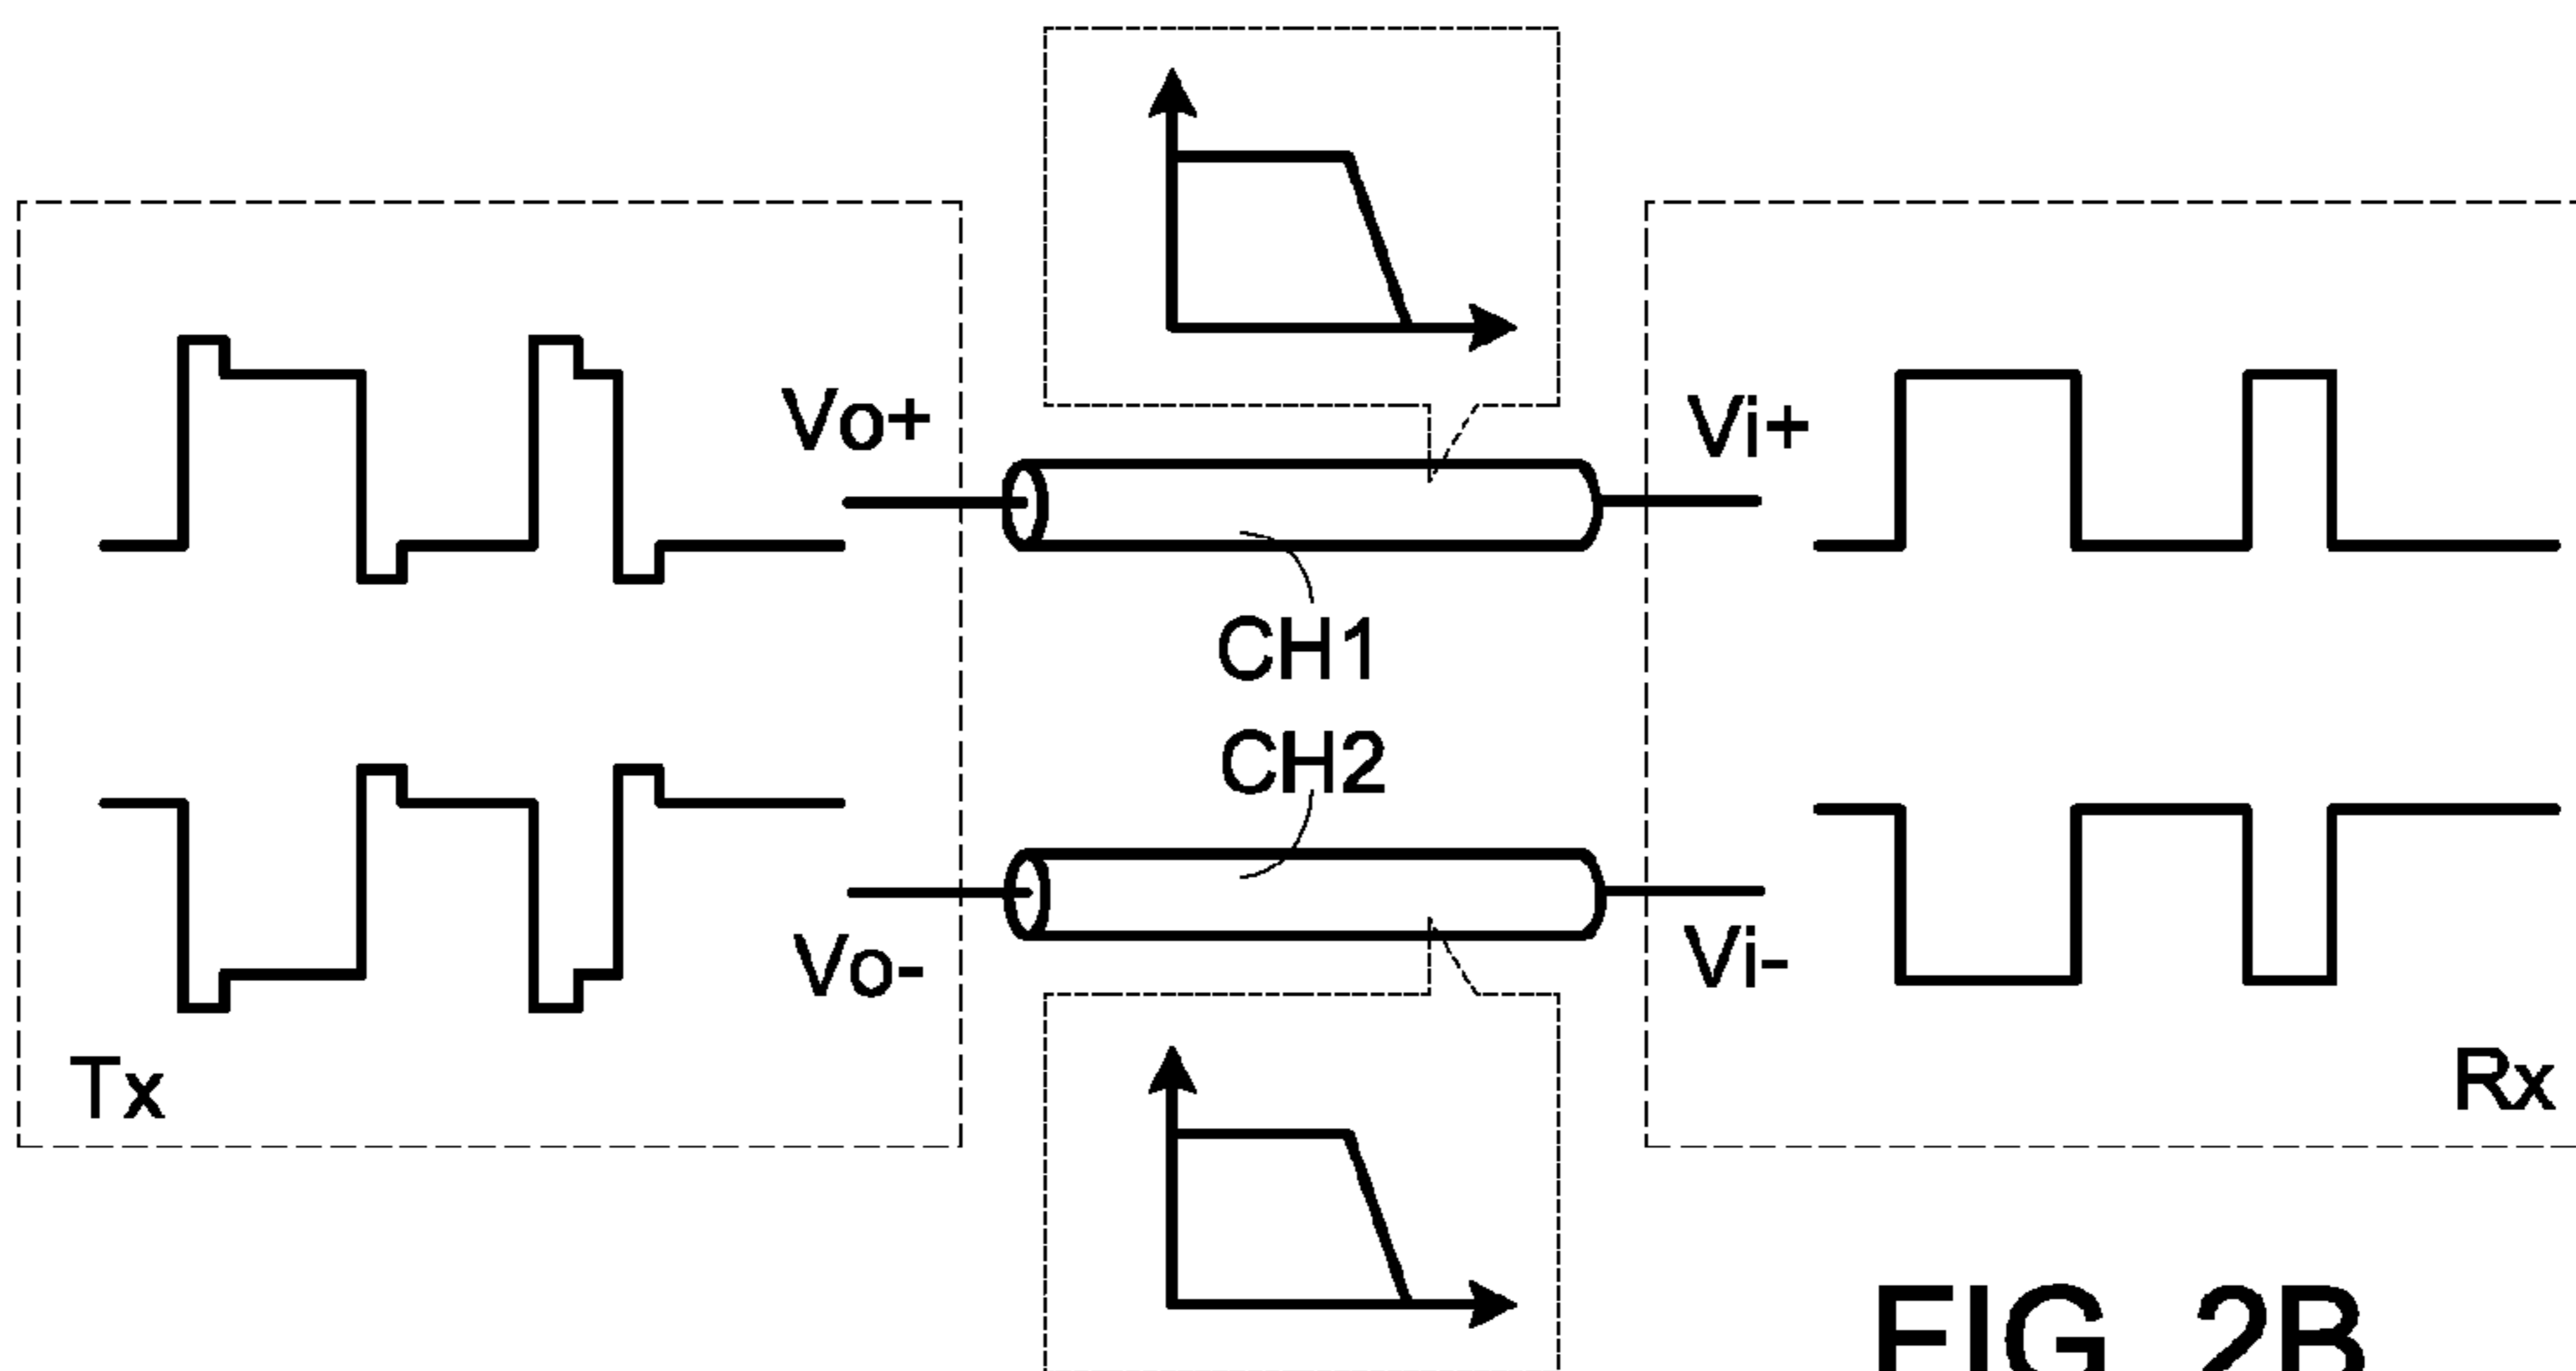 Vo+
Vi+
CH1
CH2
Vo-
Vi-
Tx
Rx
FIG. 2B